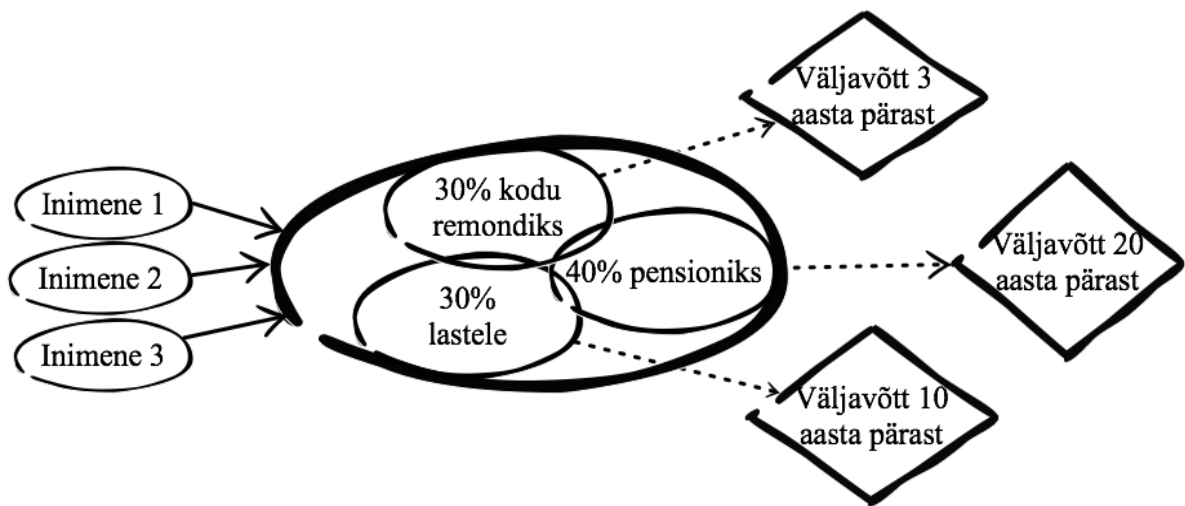 Inimene 1
Inimene 2
Inimene 3
30% kodu
remondiks
40% pensioniks
30%
lastele
Väljavõtt 3
aasta pärast
Väljavõtt 20
aasta pärast
Väljavõtt 10
aasta pärast